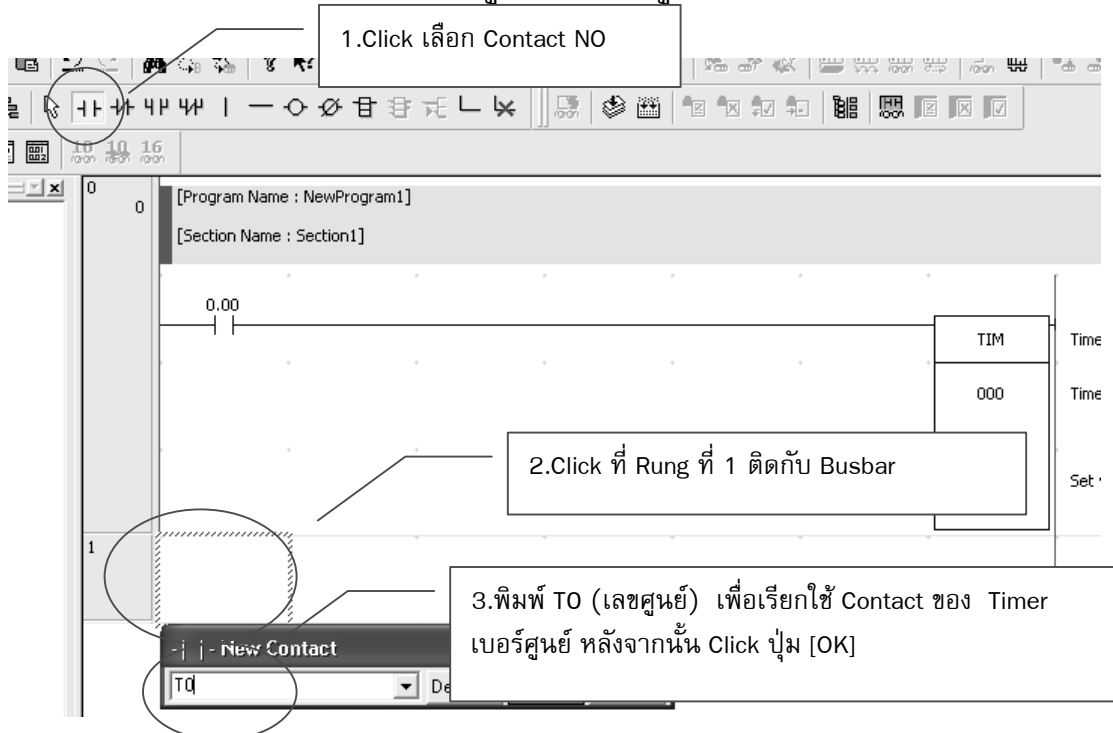 1.Click เลือก Contact NO
10 10 16
0
0
[Program Name : NewProgram1]
[Section Name : Section1]
0.00
TIM
Time
000
Time
2.Click ที่ Rung ที่ 1 ติดกับ Busbar
Set
1
3.พิมพ์ T0 (เลขศูนย์) เพื่อเรียกใช้ Contact ของ Timer
เบอร์ศูนย์ หลังจากนั้น Click ปุ่ม [OK]
New Contact
T0
De